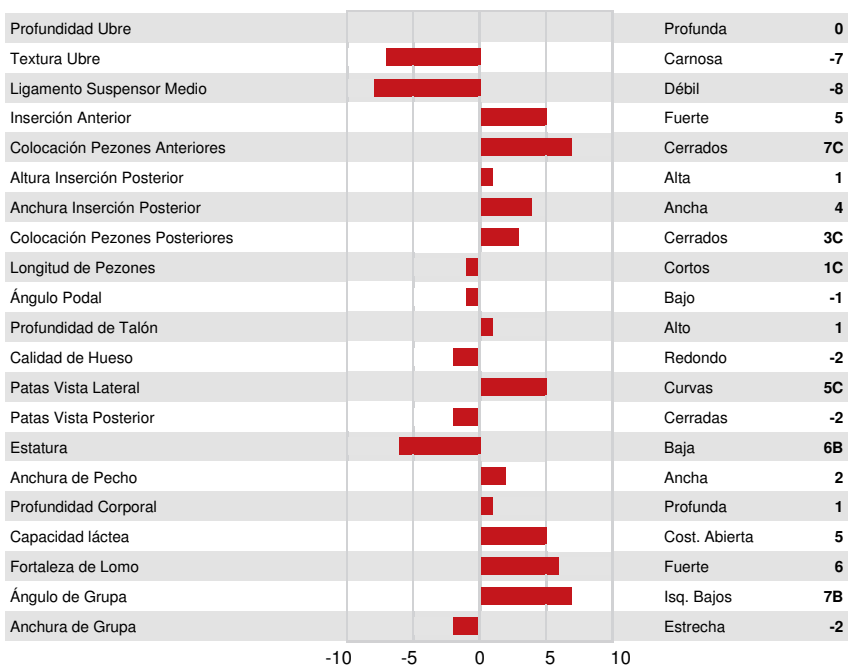 Profundidad Ubre Profunda 0
Textura Ubre Carnosa -7
Ligamento Suspensor Medio Débil -8
Inserción Anterior Fuerte 5
Colocación Pezones Anteriores Cerrados 7C
Altura Inserción Posterior Alta 1
Anchura Inserción Posterior Ancha 4
Colocación Pezones Posteriores Cerrados 3C
Longitud de Pezones Cortos 1C
Ángulo Podal Bajo -1
Profundidad de Talón Alto 1
Calidad de Hueso Redondo -2
Patas Vista Lateral Curvas 5C
Patas Vista Posterior Cerradas -2
Estatura Baja 6B
Anchura de Pecho Ancha 2
Profundidad Corporal Profunda 1
Capacidad láctea Cost. Abierta 5
Fortaleza de Lomo Fuerte 6
Ángulo de Grupa Isq. Bajos 7B
Anchura de Grupa Estrecha -2
-10 -5 0 5 10